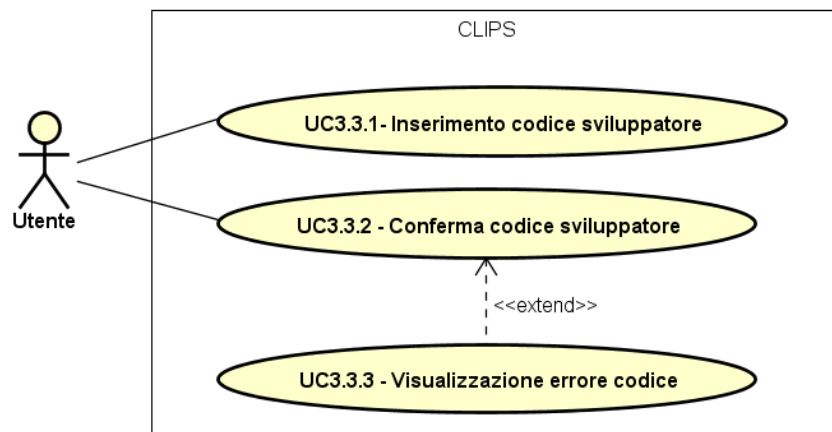 CLIPS
UC3.3.1- Inserimento codice sviluppatore
Utente
UC3.3.2 - Conferma codice sviluppatore
<<extend>>
UC3.3.3 - Visualizzazione errore codice